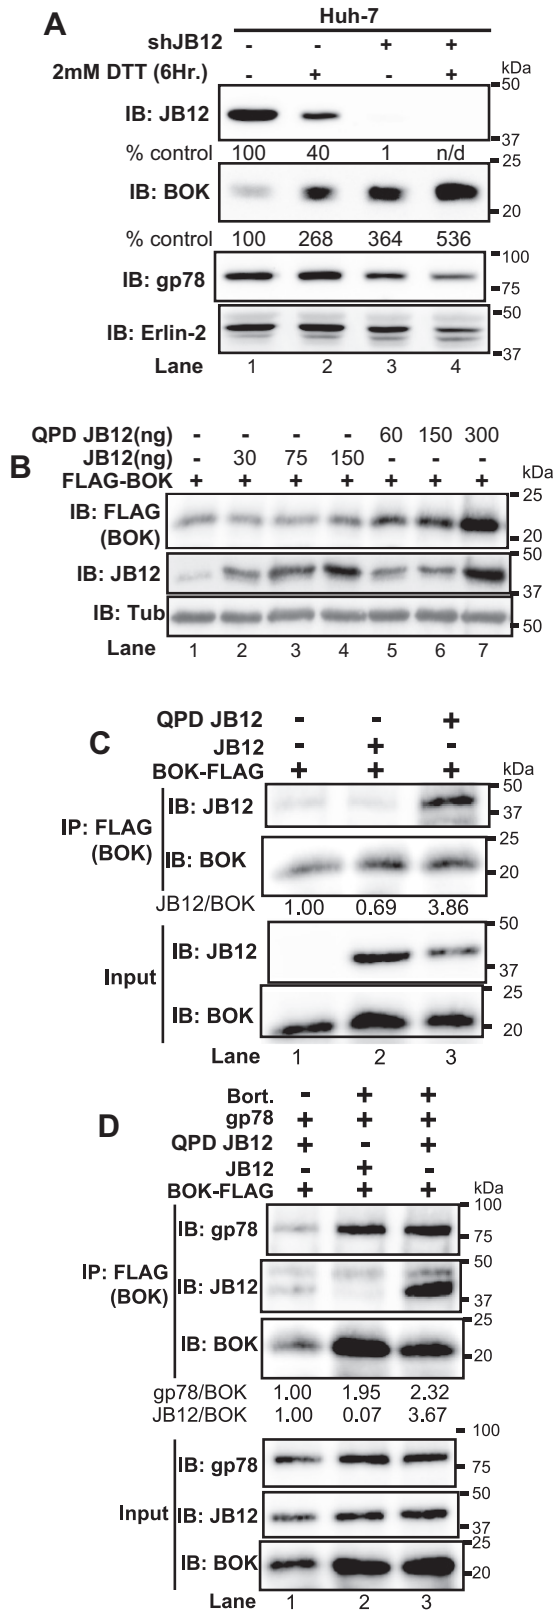 A
Huh-7
shJB12 - - + +
2mM DTT (6Hr.) - + - +
kDa
50
IB: JB12
37
% control 100 40 1 n/d
25
IB: BOK
20
% control 100 268 364 536
100
IB: gp78
75
50
IB: Erlin-2
37
Lane 1 2 3 4
B
QPD JB12(ng) - - - - 60 150 300
JB12(ng) - 30 75 150 - - -
FLAG-BOK + + + + + + +
kDa
25
IB: FLAG
(BOK)
20
50
IB: JB12
37
IB: Tub
50
Lane 1 2 3 4 5 6 7
C
QPD JB12 - - +
JB12 - + -
BOK-FLAG + + +
kDa
50
IP: FLAG
(BOK)
IB: JB12
37
25
IB: BOK
20
JB12/BOK 1.00 0.69 3.86
50
Input
IB: JB12
37
25
IB: BOK
20
Lane 1 2 3
D
Bort. - + +
gp78 + + +
QPD JB12 + - +
JB12 - + -
BOK-FLAG + + +
kDa
100
IB: gp78
75
50
IP: FLAG
(BOK)
IB: JB12
37
25
IB: BOK
20
gp78/BOK 1.00 1.95 2.32
JB12/BOK 1.00 0.07 3.67
100
IB: gp78
75
50
Input
IB: JB12
37
25
IB: BOK
20
Lane 1 2 3